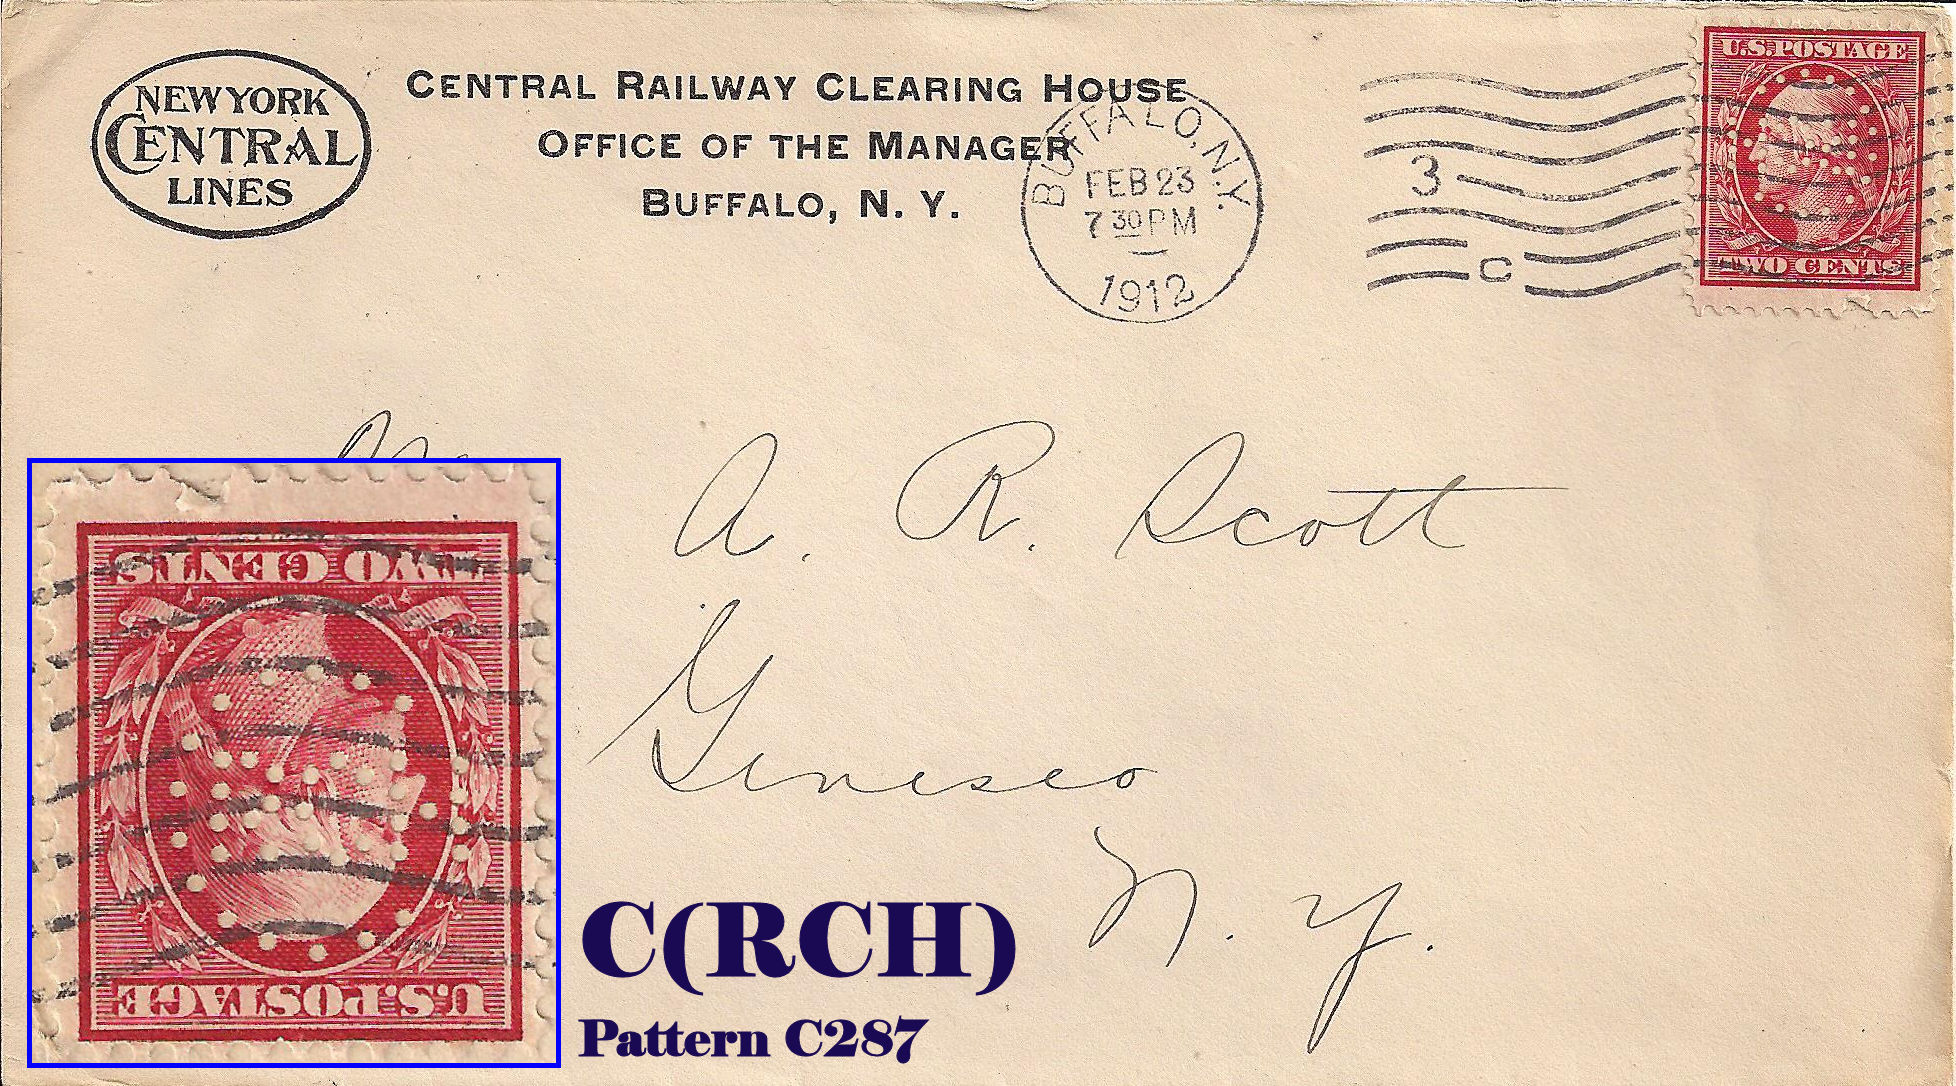 NEW YORK
CENTRAL
LINES
CENTRAL RAILWAY CLEARING HOUSE
OFFICE OF THE MANAGER
BUFFALO, N. Y.
BUFFALO, N.Y.
FEB 23
7 30 PM
1912
3
C
U.S. POSTAGE
TWO CENTS
A. R. Scott
Geneseo
N. Y.
TWO CENTS
U.S. POSTAGE
C(RCH)
Pattern C287